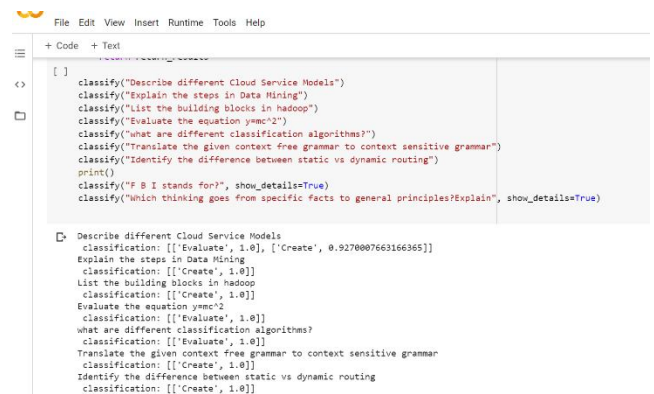 File Edit View Insert Runtime Tools Help
+ Code + Text
[ ]
classify("Describe different Cloud Service Models")
classify("Explain the steps in Data Mining")
classify("List the building blocks in hadoop")
classify("Evaluate the equation y=mc^2")
classify("what are different classification algorithms?")
classify("Translate the given context free grammar to context sensitive grammar")
classify("Identify the difference between static vs dynamic routing")
print()
classify("F B I stands for?", show_details=True)
classify("Which thinking goes from specific facts to general principles?Explain", show_details=True)
Describe different Cloud Service Models
classification: [['Evaluate', 1.0], ['Create', 0.9270007663166365]]
Explain the steps in Data Mining
classification: [['Create', 1.0]]
List the building blocks in hadoop
classification: [['Create', 1.0]]
Evaluate the equation y=mc^2
classification: [['Evaluate', 1.0]]
what are different classification algorithms?
classification: [['Evaluate', 1.0]]
Translate the given context free grammar to context sensitive grammar
classification: [['Create', 1.0]]
Identify the difference between static vs dynamic routing
classification: [['Create', 1.0]]